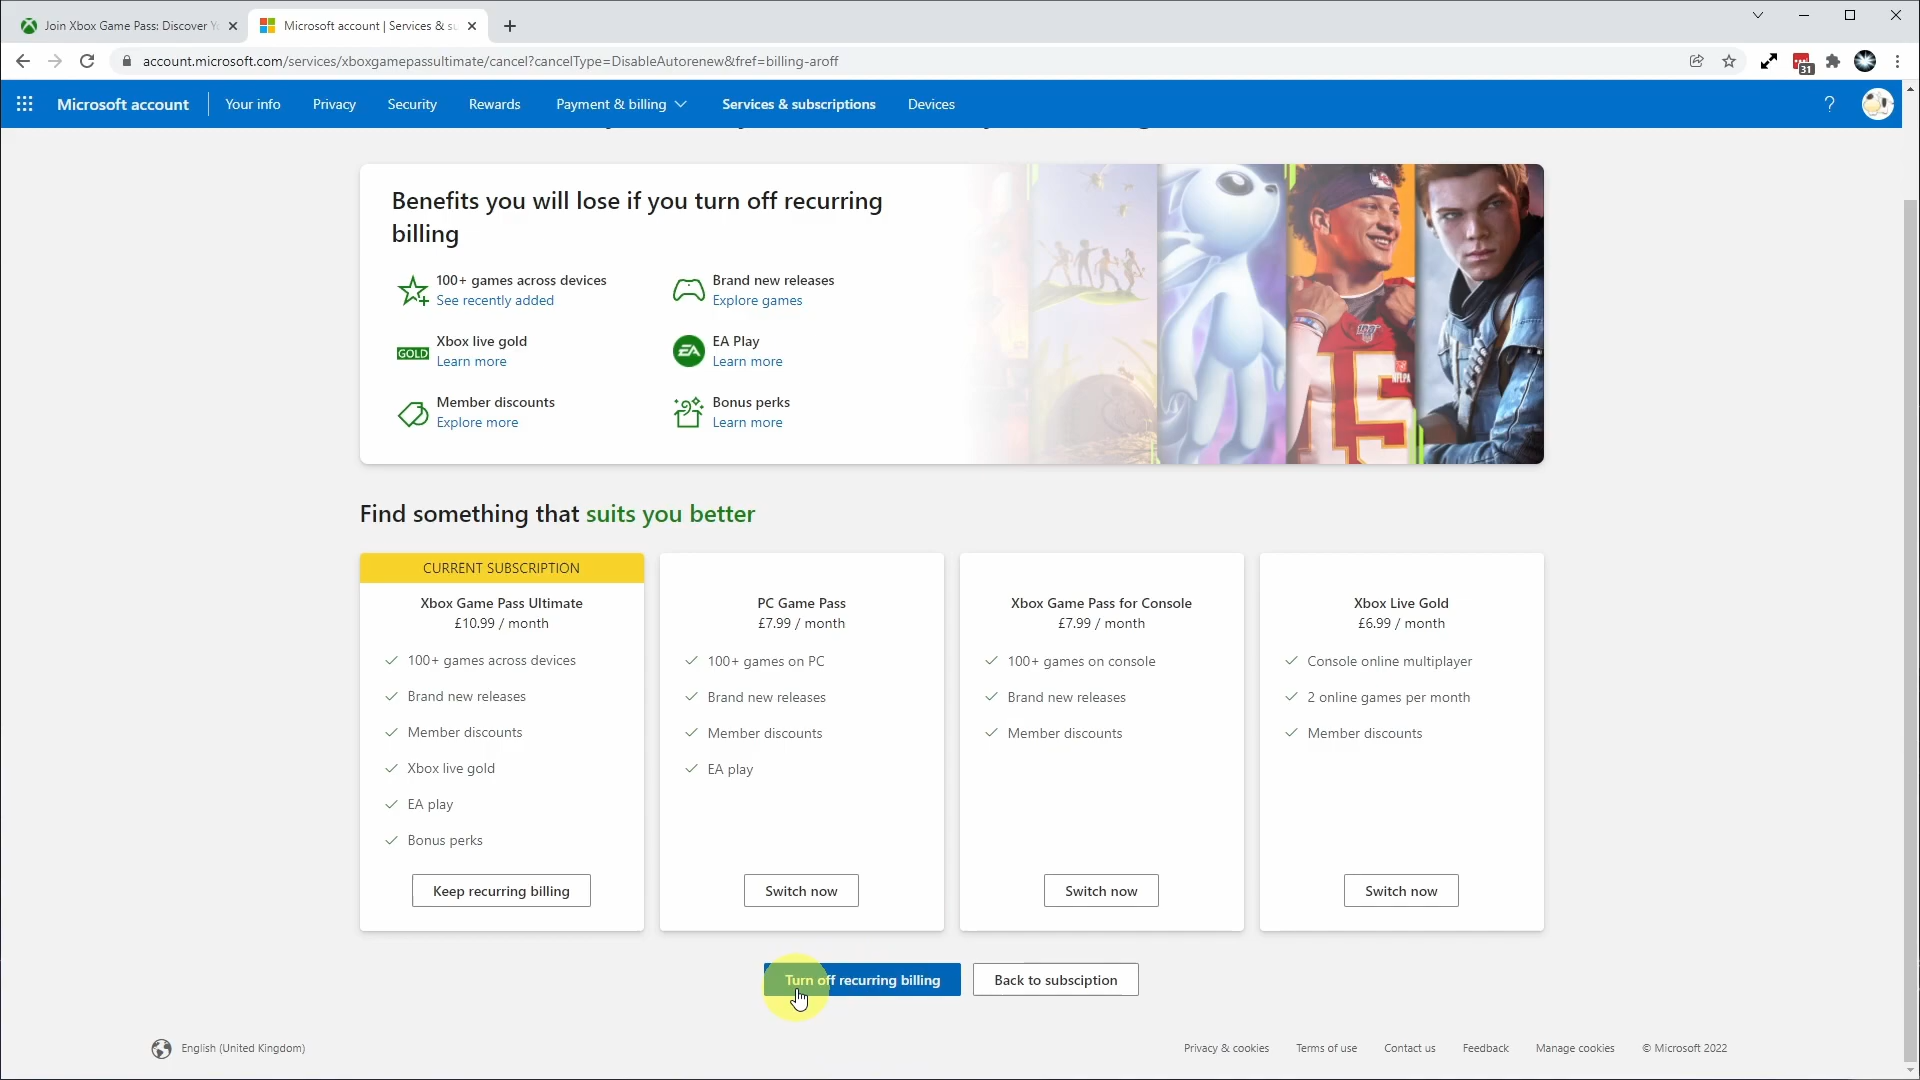 Join Xbox Game Pass: Discover Y
Microsoft account | Services & su
account.microsoft.com/services/xboxgamepassultimate/cancel?cancelType=DisableAutorenew&fref=billing-aroff
31
Microsoft account
Your info
Privacy
Security
Rewards
Payment & billing
Services & subscriptions
Devices
?
Benefits you will lose if you turn off recurring
billing
100+ games across devices
See recently added
Brand new releases
Explore games
GOLD
Xbox live gold
Learn more
EA
EA Play
Learn more
Member discounts
Explore more
Bonus perks
Learn more
NFLPA
15
Find something that suits you better
CURRENT SUBSCRIPTION
Xbox Game Pass Ultimate
£10.99 / month
100+ games across devices
Brand new releases
Member discounts
Xbox live gold
EA play
Bonus perks
Keep recurring billing
PC Game Pass
£7.99 / month
100+ games on PC
Brand new releases
Member discounts
EA play
Switch now
Xbox Game Pass for Console
£7.99 / month
100+ games on console
Brand new releases
Member discounts
Switch now
Xbox Live Gold
£6.99 / month
Console online multiplayer
2 online games per month
Member discounts
Switch now
Turn off recurring billing
Back to subsciption
English (United Kingdom)
Privacy & cookies
Terms of use
Contact us
Feedback
Manage cookies
© Microsoft 2022